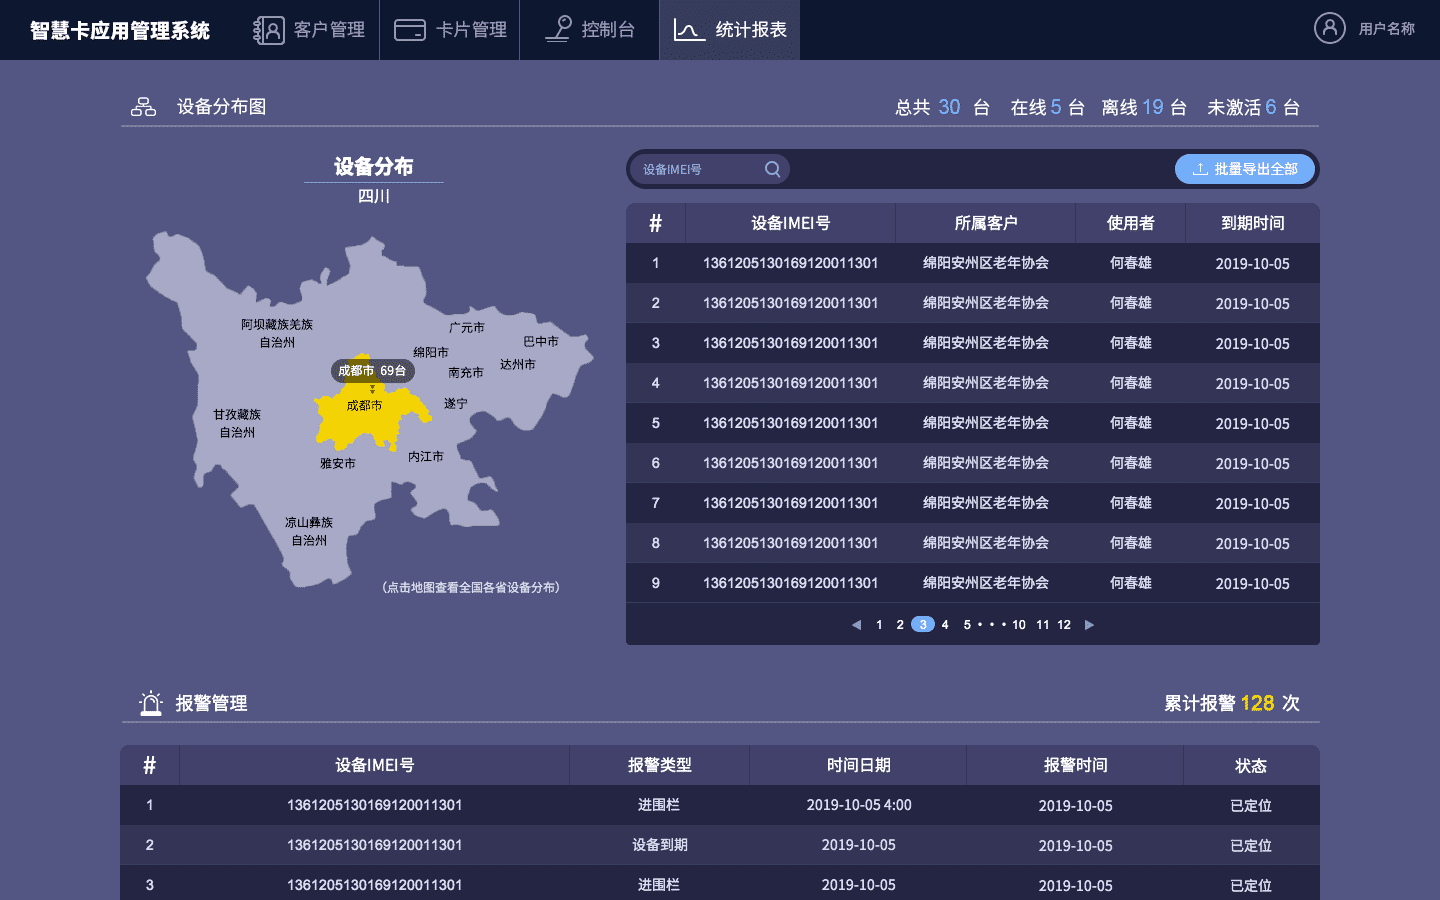 智慧卡应用管理系统 客户管理 卡片管理 控制台 统计报表 用户名称
设备分布图 总共 30 台 在线 5 台 离线 19 台 未激活 6 台
设备分布
四川
阿坝藏族羌族
自治州
广元市
巴中市
绵阳市
达州市
南充市
成都市 69台
成都市
遂宁
甘孜藏族
自治州
雅安市
内江市
凉山彝族
自治州
(点击地图查看全国各省设备分布)
设备IMEI号 批量导出全部
# 设备IMEI号 所属客户 使用者 到期时间
1 1361205130169120011301 绵阳安州区老年协会 何春雄 2019-10-05
2 1361205130169120011301 绵阳安州区老年协会 何春雄 2019-10-05
3 1361205130169120011301 绵阳安州区老年协会 何春雄 2019-10-05
4 1361205130169120011301 绵阳安州区老年协会 何春雄 2019-10-05
5 1361205130169120011301 绵阳安州区老年协会 何春雄 2019-10-05
6 1361205130169120011301 绵阳安州区老年协会 何春雄 2019-10-05
7 1361205130169120011301 绵阳安州区老年协会 何春雄 2019-10-05
8 1361205130169120011301 绵阳安州区老年协会 何春雄 2019-10-05
9 1361205130169120011301 绵阳安州区老年协会 何春雄 2019-10-05
1 2 3 4 5 • • • 10 11 12
报警管理 累计报警 128 次
# 设备IMEI号 报警类型 时间日期 报警时间 状态
1 1361205130169120011301 进围栏 2019-10-05 4:00 2019-10-05 已定位
2 1361205130169120011301 设备到期 2019-10-05 2019-10-05 已定位
3 1361205130169120011301 进围栏 2019-10-05 2019-10-05 已定位